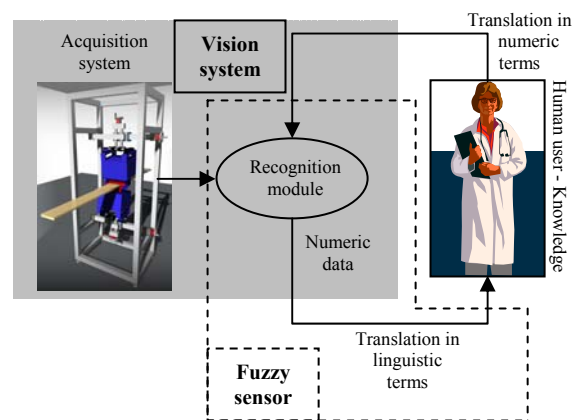 Acquisition
system
Vision
system
Translation in
numeric
terms
Human user - Knowledge
Recognition
module
Numeric
data
Translation in
linguistic
terms
Fuzzy
sensor